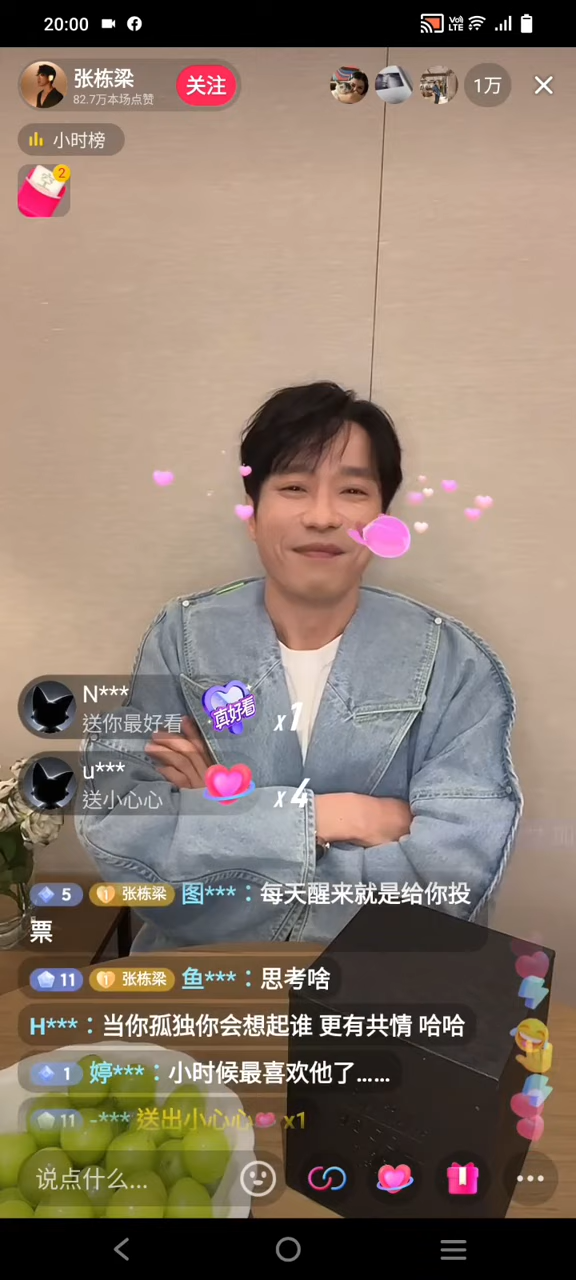 20:00
Vo))
LTE
张栋梁
82.7万本场点赞
关注
1万
小时榜
2
N***
送你最好看
真好看
x1
u***
送小心心
x4
5 1 张栋梁 图***：每天醒来就是给你投
票
11 1 张栋梁 鱼***：思考啥
H***：当你孤独你会想起谁 更有共情 哈哈
1 婷***：小时候最喜欢他了……
11 -*** 送出小心心 x1
说点什么...